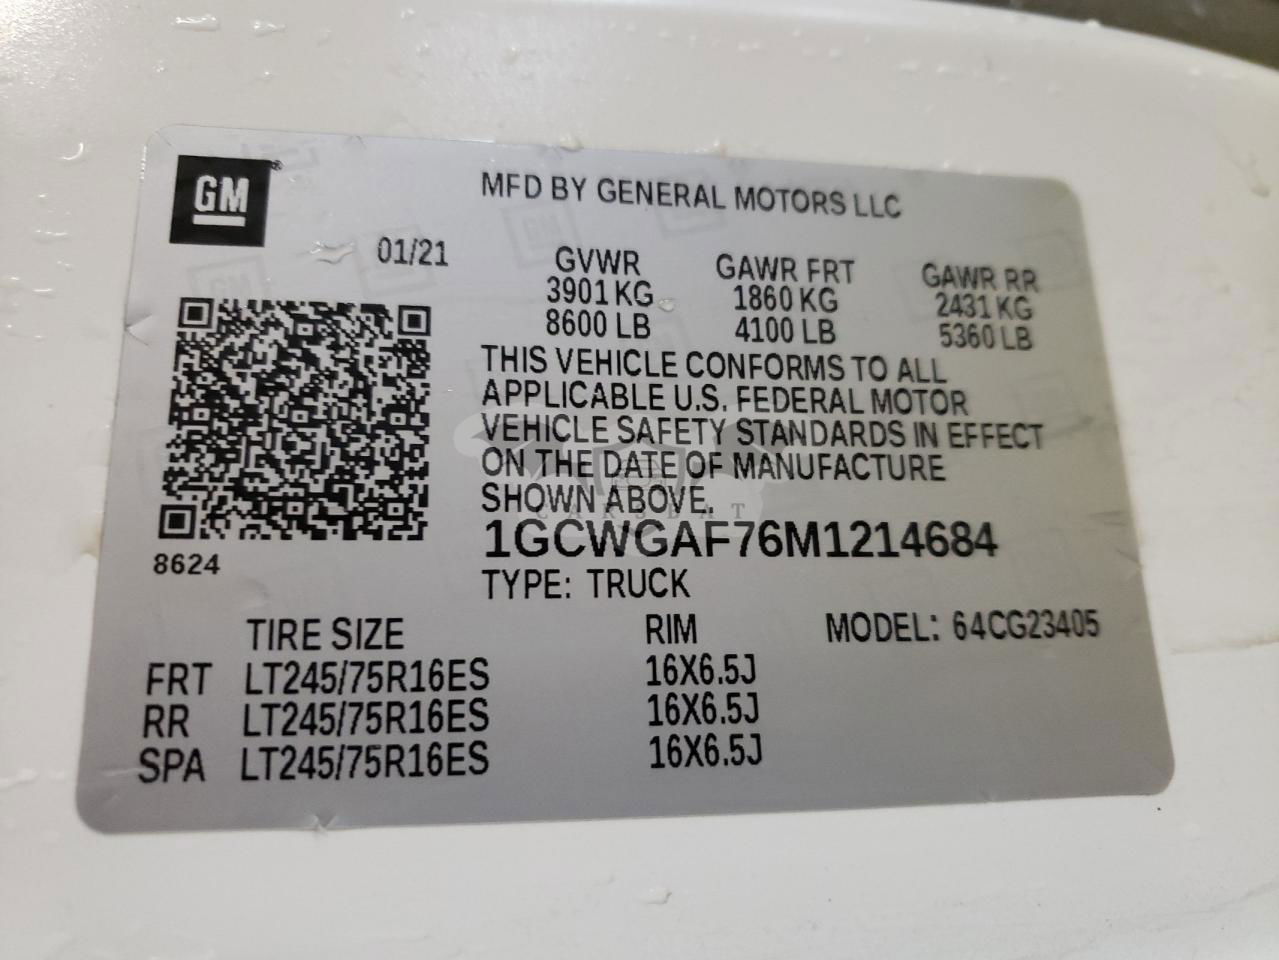 GM
MFD BY GENERAL MOTORS LLC
01/21
GVWR GAWR FRT GAWR RR
3901 KG 1860 KG 2431 KG
8600 LB 4100 LB 5360 LB
THIS VEHICLE CONFORMS TO ALL
APPLICABLE U.S. FEDERAL MOTOR
VEHICLE SAFETY STANDARDS IN EFFECT
ON THE DATE OF MANUFACTURE
SHOWN ABOVE.
1GCWGAF76M1214684
8624
TYPE: TRUCK
TIRE SIZE RIM MODEL: 64CG23405
FRT LT245/75R16ES 16X6.5J
RR LT245/75R16ES 16X6.5J
SPA LT245/75R16ES 16X6.5J